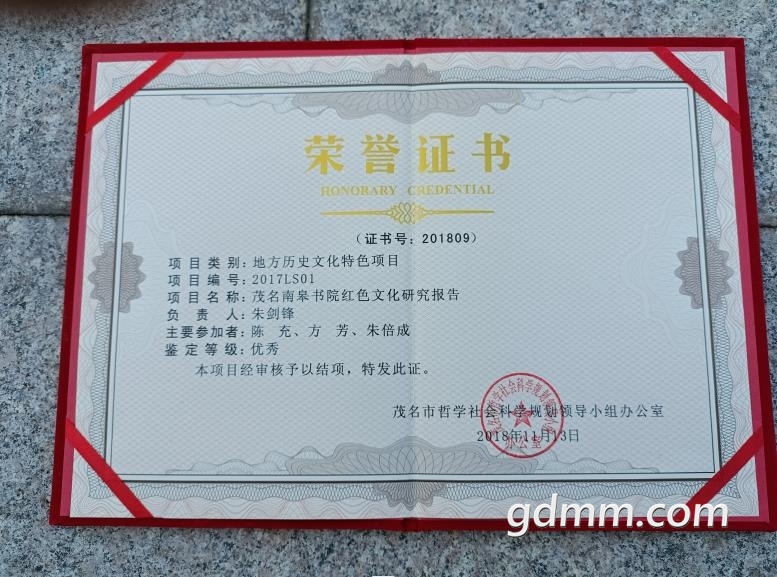 荣誉证书
HONORARY CREDENTIAL
（证书号：201809）
项目类别：地方历史文化特色项目
项目编号：2017LS01
项目名称：茂名南皋书院红色文化研究报告
负责人：朱剑锋
主要参加者：陈充、方芳、朱倍成
鉴定等级：优秀
本项目经审核予以结项，特发此证。
茂名市哲学社会科学规划领导小组办公室
2018年11月13日
办公室
gdmm.com